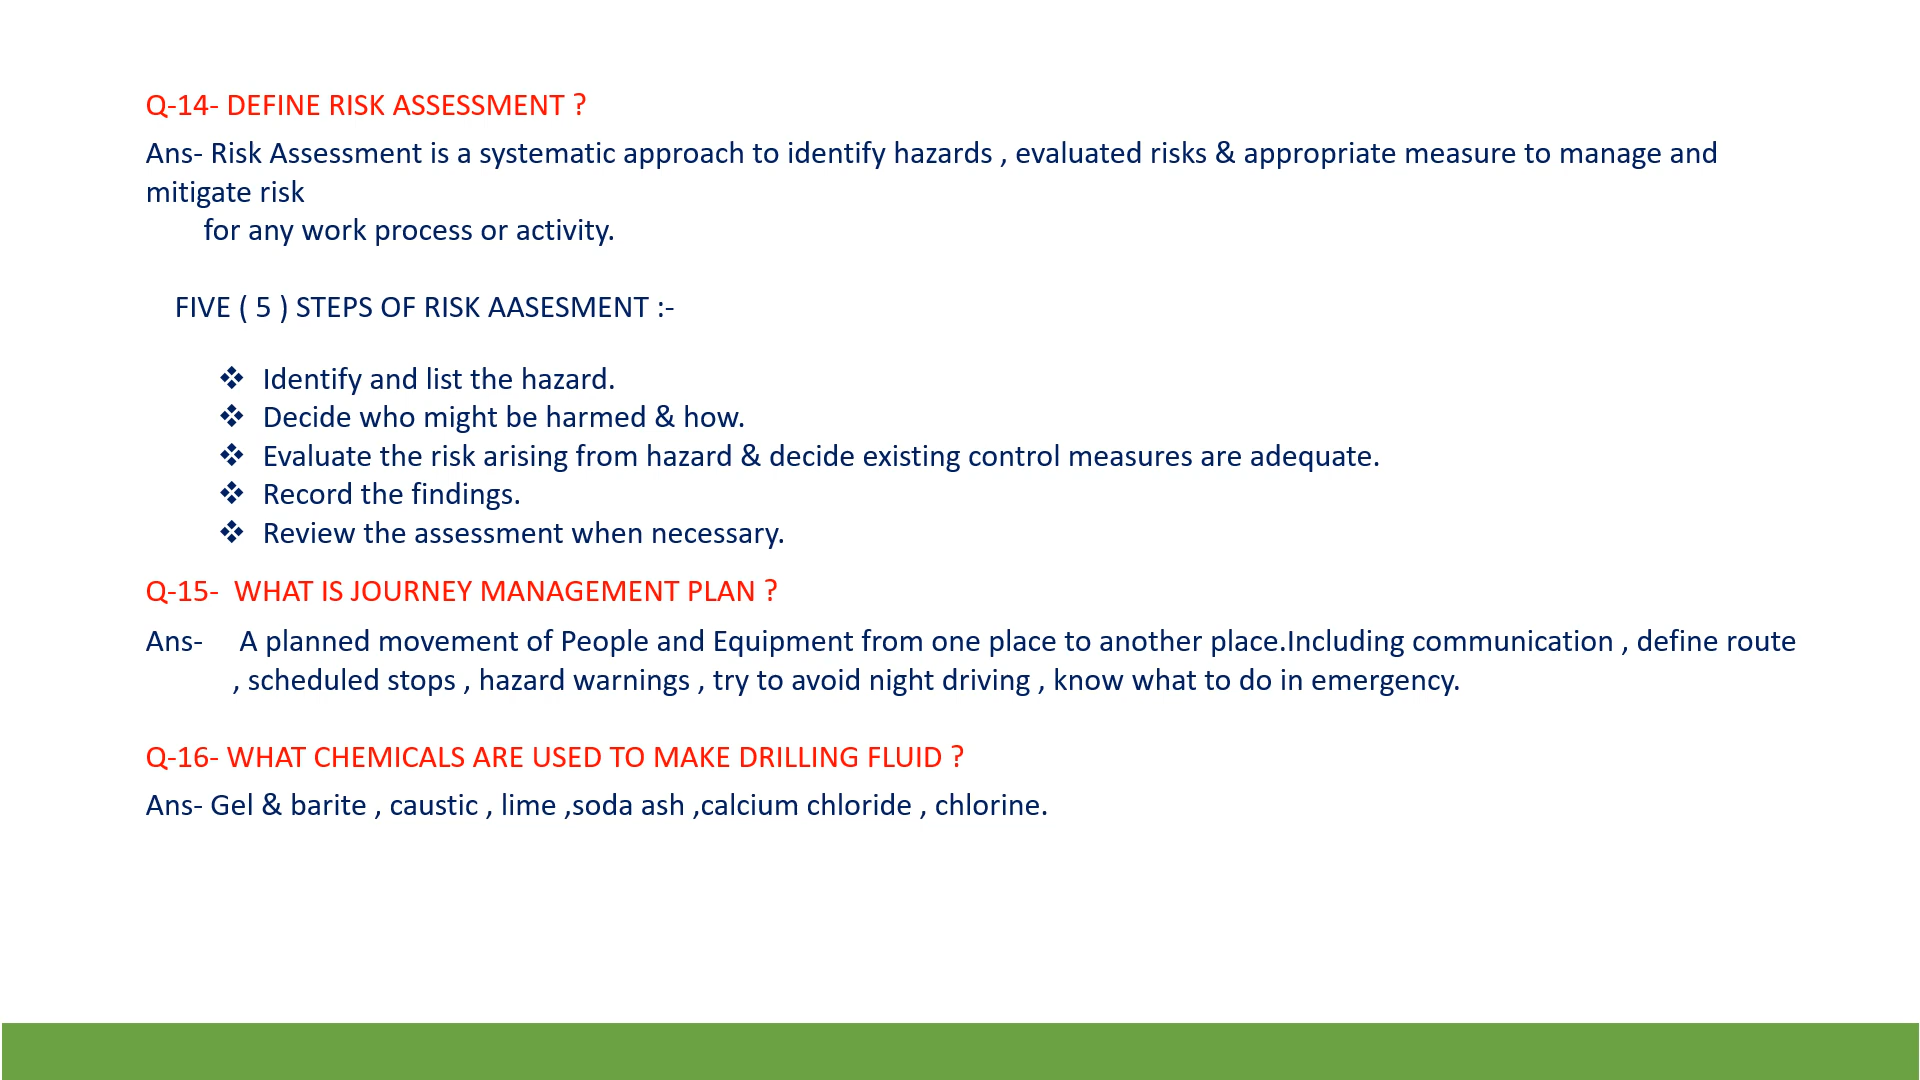 Q-14- DEFINE RISK ASSESSMENT ?
Ans- Risk Assessment is a systematic approach to identify hazards , evaluated risks & appropriate measure to manage and
mitigate risk
for any work process or activity.
FIVE ( 5 ) STEPS OF RISK AASESMENT :-
❖ Identify and list the hazard.
❖ Decide who might be harmed & how.
❖ Evaluate the risk arising from hazard & decide existing control measures are adequate.
❖ Record the findings.
❖ Review the assessment when necessary.
Q-15- WHAT IS JOURNEY MANAGEMENT PLAN ?
Ans- A planned movement of People and Equipment from one place to another place.Including communication , define route
, scheduled stops , hazard warnings , try to avoid night driving , know what to do in emergency.
Q-16- WHAT CHEMICALS ARE USED TO MAKE DRILLING FLUID ?
Ans- Gel & barite , caustic , lime ,soda ash ,calcium chloride , chlorine.